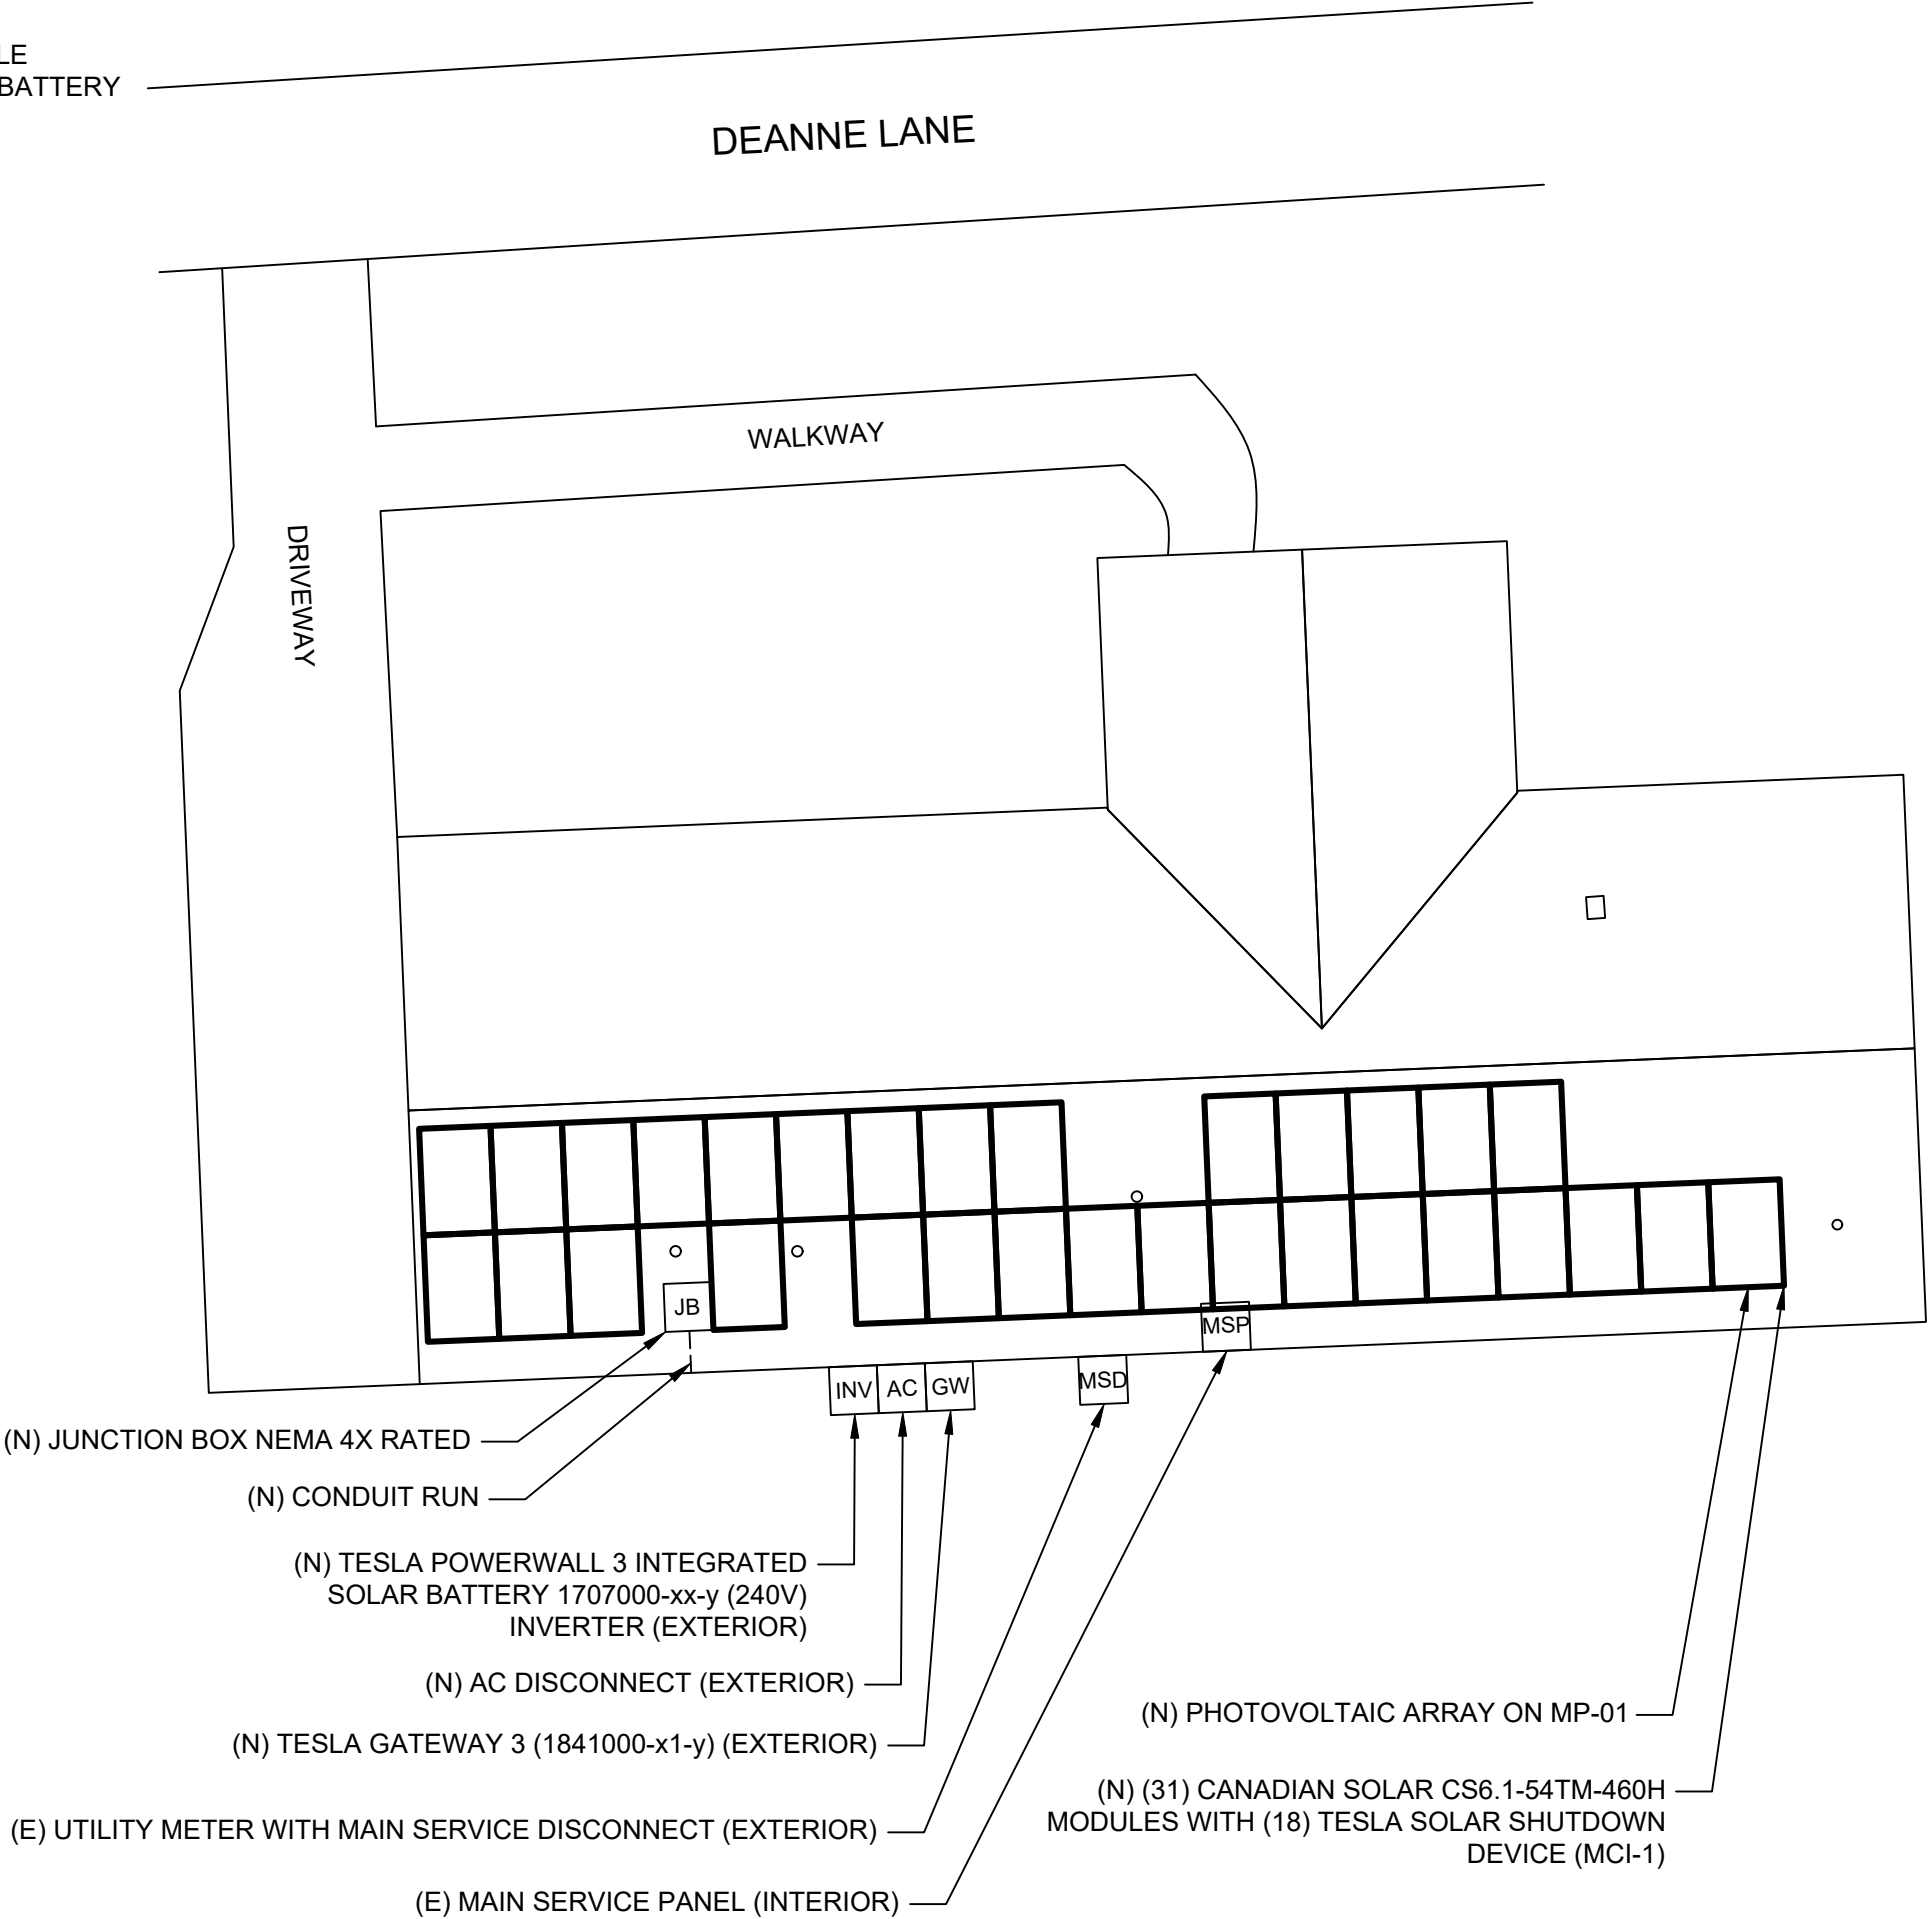 LE
BATTERY
DEANNE LANE
WALKWAY
DRIVEWAY
JB
MSP
INV
AC
GW
MSD
(N) JUNCTION BOX NEMA 4X RATED
(N) CONDUIT RUN
(N) TESLA POWERWALL 3 INTEGRATED
SOLAR BATTERY 1707000-xx-y (240V)
INVERTER (EXTERIOR)
(N) AC DISCONNECT (EXTERIOR)
(N) TESLA GATEWAY 3 (1841000-x1-y) (EXTERIOR)
(E) UTILITY METER WITH MAIN SERVICE DISCONNECT (EXTERIOR)
(E) MAIN SERVICE PANEL (INTERIOR)
(N) PHOTOVOLTAIC ARRAY ON MP-01
(N) (31) CANADIAN SOLAR CS6.1-54TM-460H
MODULES WITH (18) TESLA SOLAR SHUTDOWN
DEVICE (MCI-1)